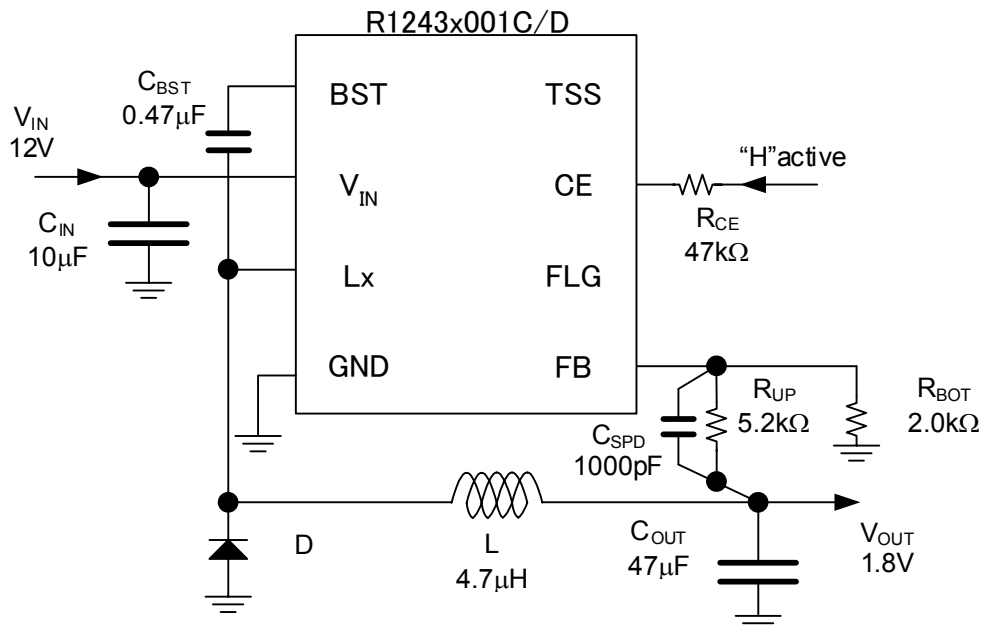 R1243x001C/D
CBST
0.47μF
VIN
12V
CIN
10μF
BST
TSS
VIN
CE
Lx
FLG
GND
FB
"H"active
RCE
47kΩ
RUP
5.2kΩ
RBOT
2.0kΩ
CSPD
1000pF
D
L
4.7μH
COUT
47μF
VOUT
1.8V